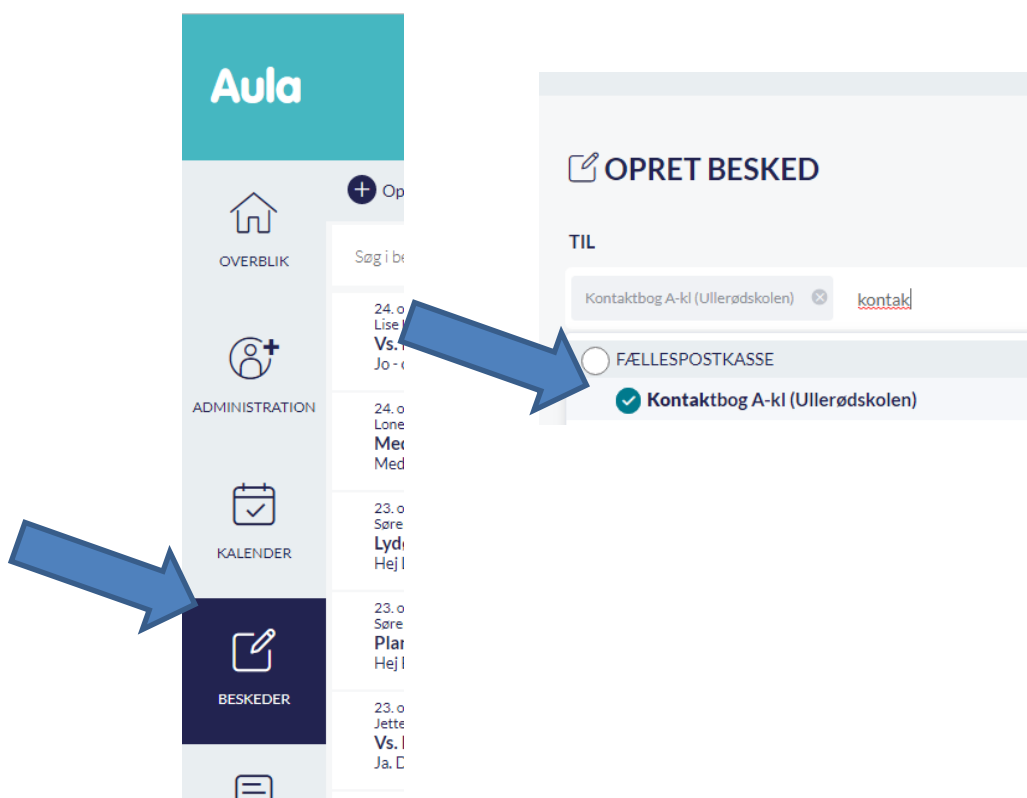 Aula
OVERBLIK
ADMINISTRATION
KALENDER
BESKEDER
Op
Søg i be
24. o
Lise
Vs.
Jo -
24. o
Lone
Med
Med
23. o
Søre
Lyd
Hej
23. o
Søre
Plan
Hej
23. o
Jette
Vs.
Ja. D
OPRET BESKED
TIL
Kontaktbog A-kl (Ullerødskolen) kontak
FÆLLESPOSTKASSE
Kontaktbog A-kl (Ullerødskolen)